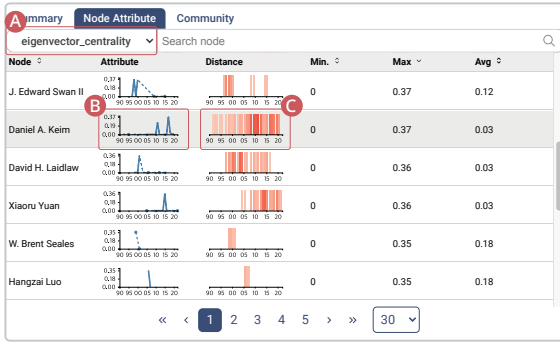 A
ummary Node Attribute Community
eigenvector_centrality Search node
Node Attribute Distance Min. Max Avg
J. Edward Swan II 0.37 0.18 0.00 90 95 00 05 10 15 20 90 95 00 05 10 15 20 0 0.37 0.12
B C
Daniel A. Keim 0.37 0.19 0.00 90 95 00 05 10 15 20 90 95 00 05 10 15 20 0 0.37 0.03
David H. Laidlaw 0.36 0.18 0.00 90 95 00 05 10 15 20 90 95 00 05 10 15 20 0 0.36 0.03
Xiaoru Yuan 0.36 0.18 0.00 90 95 00 05 10 15 20 90 95 00 05 10 15 20 0 0.36 0.03
W. Brent Seales 0.35 0.18 0.00 90 95 00 05 10 15 20 90 95 00 05 10 15 20 0 0.35 0.18
Hangzai Luo 0.35 0.18 0.00 90 95 00 05 10 15 20 90 95 00 05 10 15 20 0 0.35 0.18
« ‹ 1 2 3 4 5 › » 30